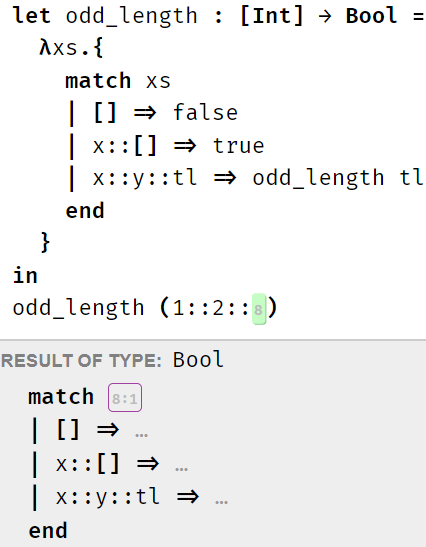 let odd_length : [Int] → Bool =
λxs.{
match xs
| [] ⇒ false
| x::[] ⇒ true
| x::y::tl ⇒ odd_length tl
end
}
in
odd_length (1::2::8)
RESULT OF TYPE: Bool
match 8:1
| [] ⇒ …
| x::[] ⇒ …
| x::y::tl ⇒ …
end